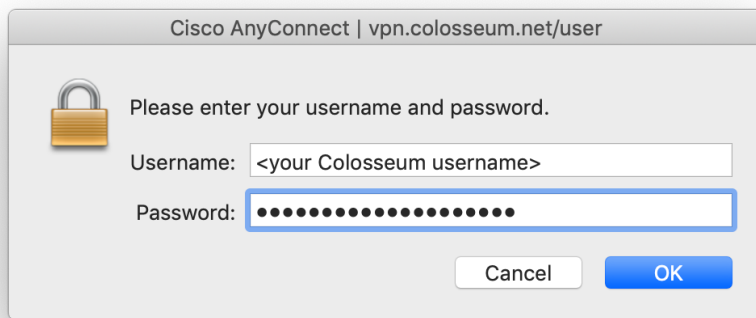 Cisco AnyConnect | vpn.colosseum.net/user
Please enter your username and password.
Username: <your Colosseum username>
Password: ••••••••••••••••••••
Cancel OK